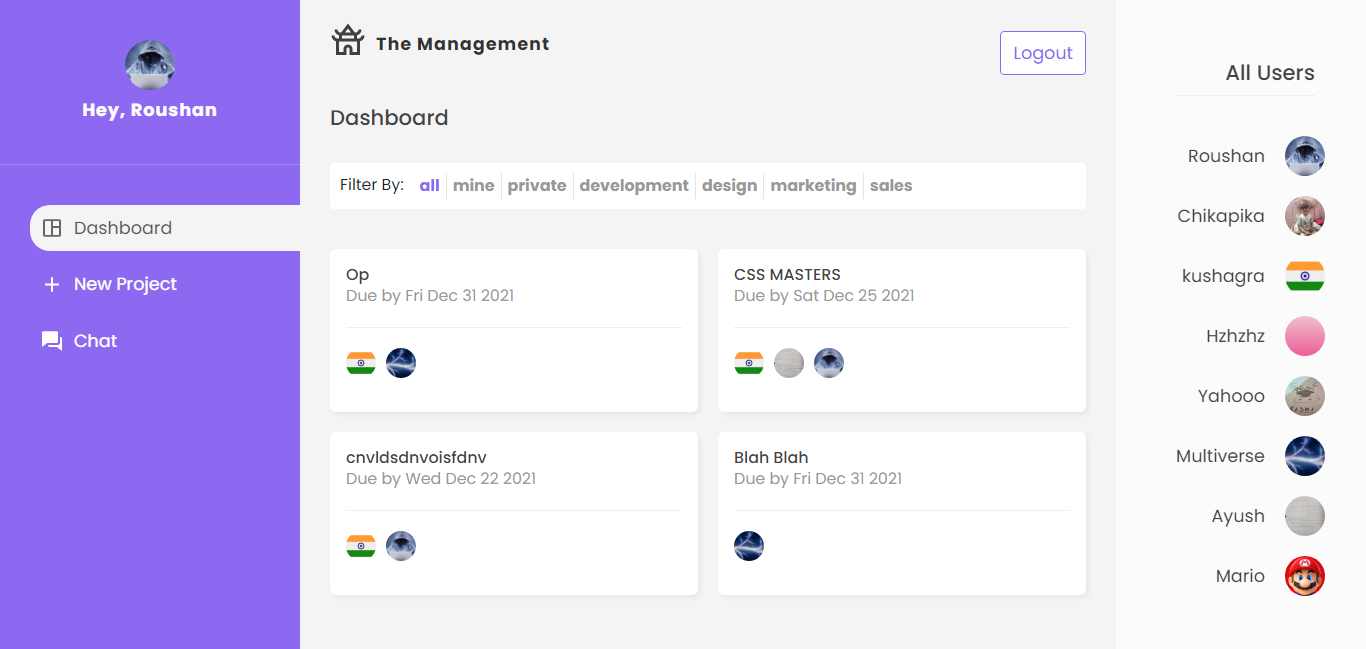 Hey, Roushan
Dashboard
New Project
Chat
The Management
Logout
Dashboard
Filter By: all mine private development design marketing sales
Op
Due by Fri Dec 31 2021
CSS MASTERS
Due by Sat Dec 25 2021
cnvldsdnvoisfdnv
Due by Wed Dec 22 2021
Blah Blah
Due by Fri Dec 31 2021
All Users
Roushan
Chikapika
kushagra
Hzhzhz
Yahooo
Multiverse
Ayush
Mario